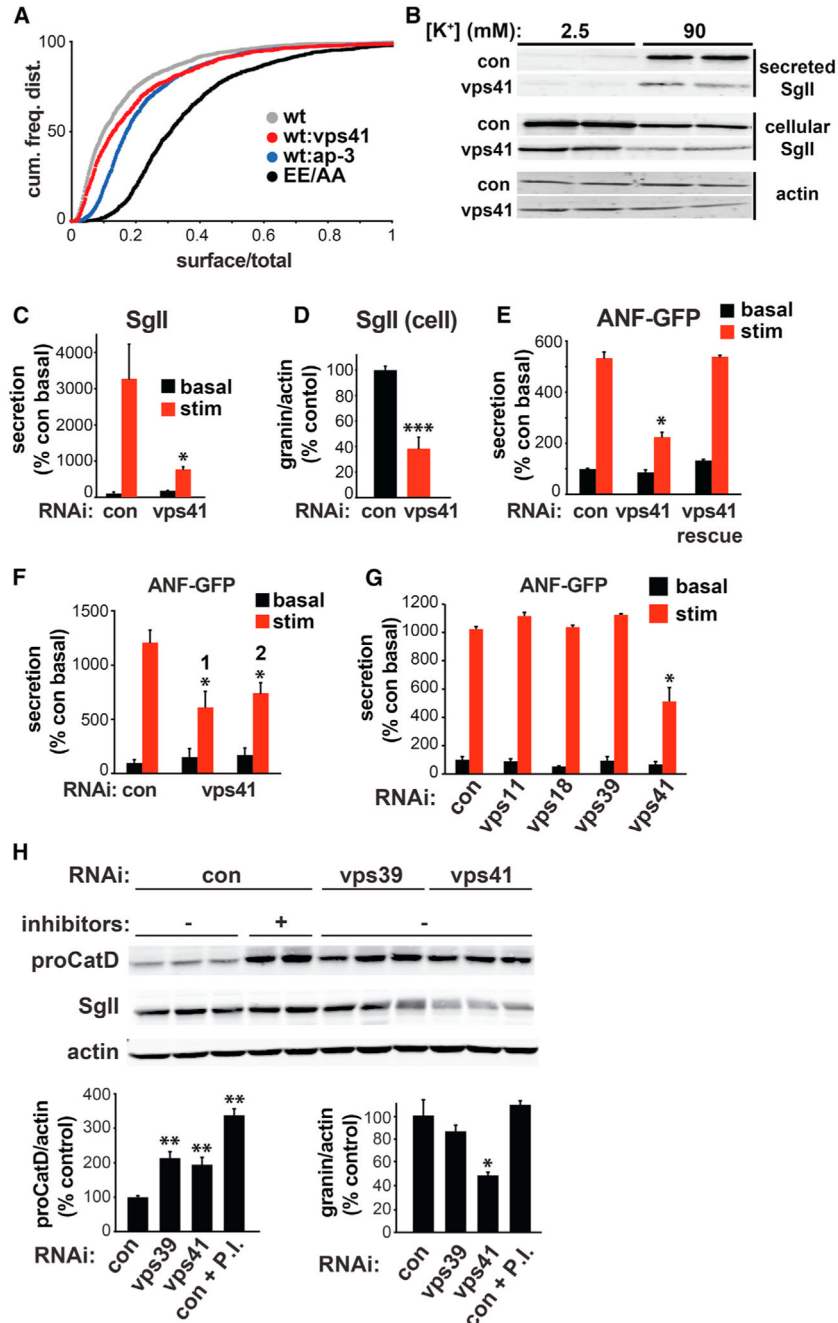 A
100
50
0
cum. freq. dist.
0
0.2
0.4
0.6
0.8
1
surface/total
wt
wt:vps41
wt:ap-3
EE/AA
B
[K⁺] (mM): 2.5 90
con
vps41
secreted
SgII
con
vps41
cellular
SgII
con
vps41
actin
C
SgII
basal
stim
secretion
(% con basal)
4000
3000
2000
1000
0
*
RNAi: con vps41
D
SgII (cell)
granin/actin
(% contol)
100
80
60
40
20
0
***
RNAi: con vps41
E
ANF-GFP
basal
stim
secretion
(% con basal)
600
400
200
0
*
RNAi: con vps41 vps41
rescue
F
ANF-GFP
basal
stim
secretion
(% con basal)
1500
1000
500
0
1
*
2
*
RNAi: con vps41
G
ANF-GFP
basal
stim
secretion
(% con basal)
1200
1000
800
600
400
200
0
*
RNAi: con vps11 vps18 vps39 vps41
H
RNAi: con vps39 vps41
inhibitors: - + -
proCatD
SgII
actin
proCatD/actin
(% control)
400
300
200
100
0
** ** **
RNAi: con vps39 vps41 con + P.I.
granin/actin
(% control)
100
80
60
40
20
0
*
RNAi: con vps39 vps41 con + P.I.